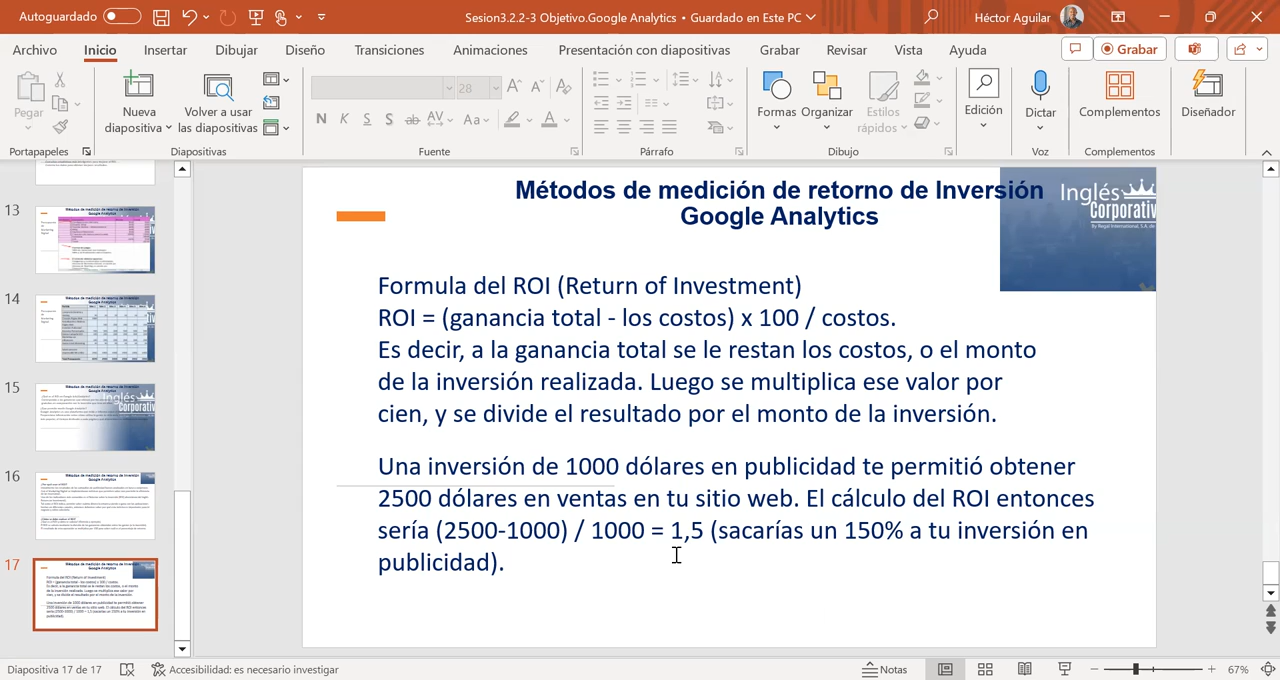 Autoguardado
Sesion3.2.2-3 Objetivo.Google Analytics • Guardado en Este PC
Héctor Aguilar
Archivo Inicio Insertar Dibujar Diseño Transiciones Animaciones Presentación con diapositivas Grabar Revisar Vista Ayuda Grabar
Pegar
Nueva diapositiva
Volver a usar las diapositivas
28
N K S S ab AV Aa A
Formas Organizar Estilos rápidos
Edición
Dictar
Complementos
Diseñador
Portapapeles Diapositivas Fuente Párrafo Dibujo Voz Complementos
13
14
15
16
17
Métodos de medición de retorno de Inversión
Google Analytics
Inglés
Corporativ
By Regal International, S.A. de
Formula del ROI (Return of Investment)
ROI = (ganancia total - los costos) x 100 / costos.
Es decir, a la ganancia total se le restan los costos, o el monto
de la inversión realizada. Luego se multiplica ese valor por
cien, y se divide el resultado por el monto de la inversión.
Una inversión de 1000 dólares en publicidad te permitió obtener
2500 dólares en ventas en tu sitio web. El cálculo del ROI entonces
sería (2500-1000) / 1000 = 1,5 (sacarías un 150% a tu inversión en
publicidad).
Diapositiva 17 de 17
Accesibilidad: es necesario investigar
Notas
67%